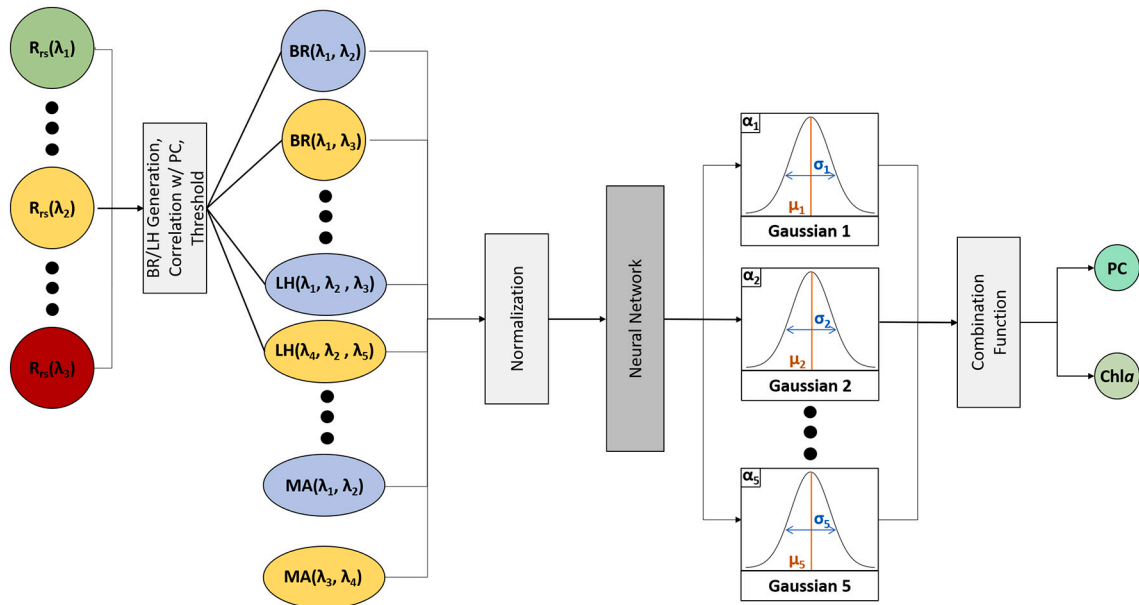 Rrs(λ1)
Rrs(λ2)
Rrs(λ3)
BR/LH Generation,
Correlation w/ PC,
Threshold
BR(λ1, λ2)
BR(λ1, λ3)
LH(λ1, λ2 , λ3)
LH(λ4, λ2 , λ5)
MA(λ1, λ2)
MA(λ3, λ4)
Normalization
Neural Network
α1
σ1
μ1
Gaussian 1
α2
σ2
μ2
Gaussian 2
α5
σ5
μ5
Gaussian 5
Combination
Function
PC
Chla